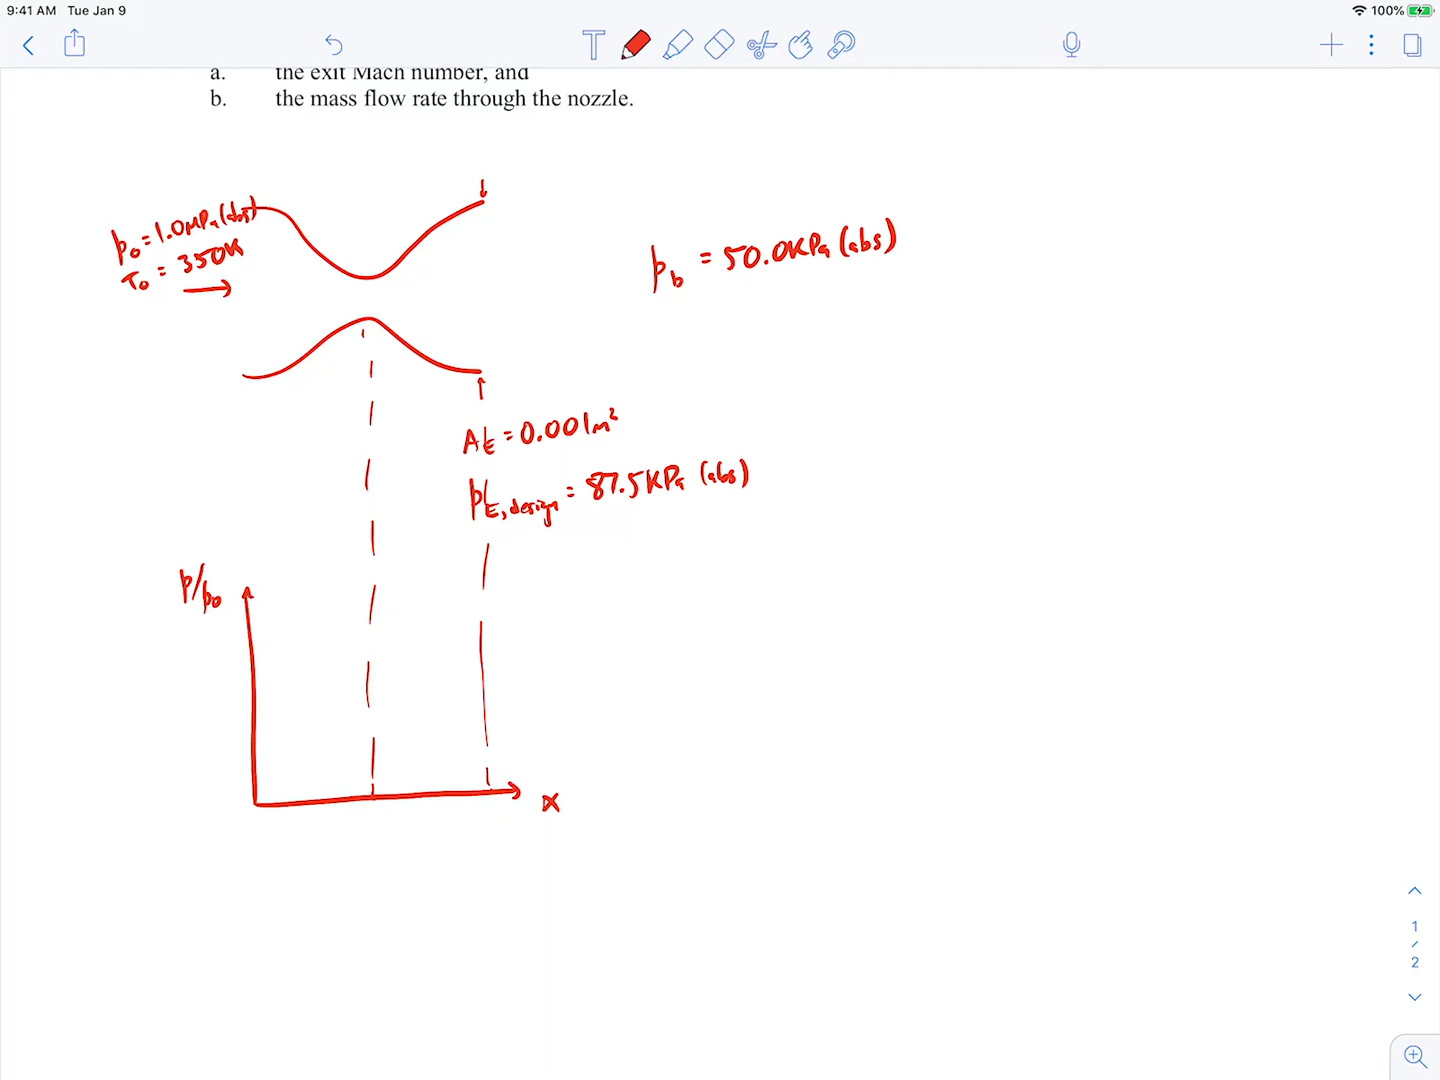 9:41 AM Tue Jan 9
100%
a. the exit Mach number, and
b. the mass flow rate through the nozzle.
p₀ = 1.0MPa (abs)
T₀ = 350K
p_b = 50.0KPa (abs)
A_E = 0.001m²
p_E,design = 87.5KPa (abs)
p/p₀
x
1
/
2